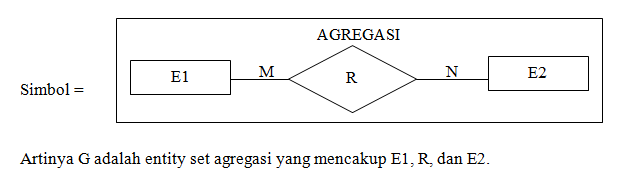 AGREGASI
E1 M R N E2
Simbol =
Artinya G adalah entity set agregasi yang mencakup E1, R, dan E2.